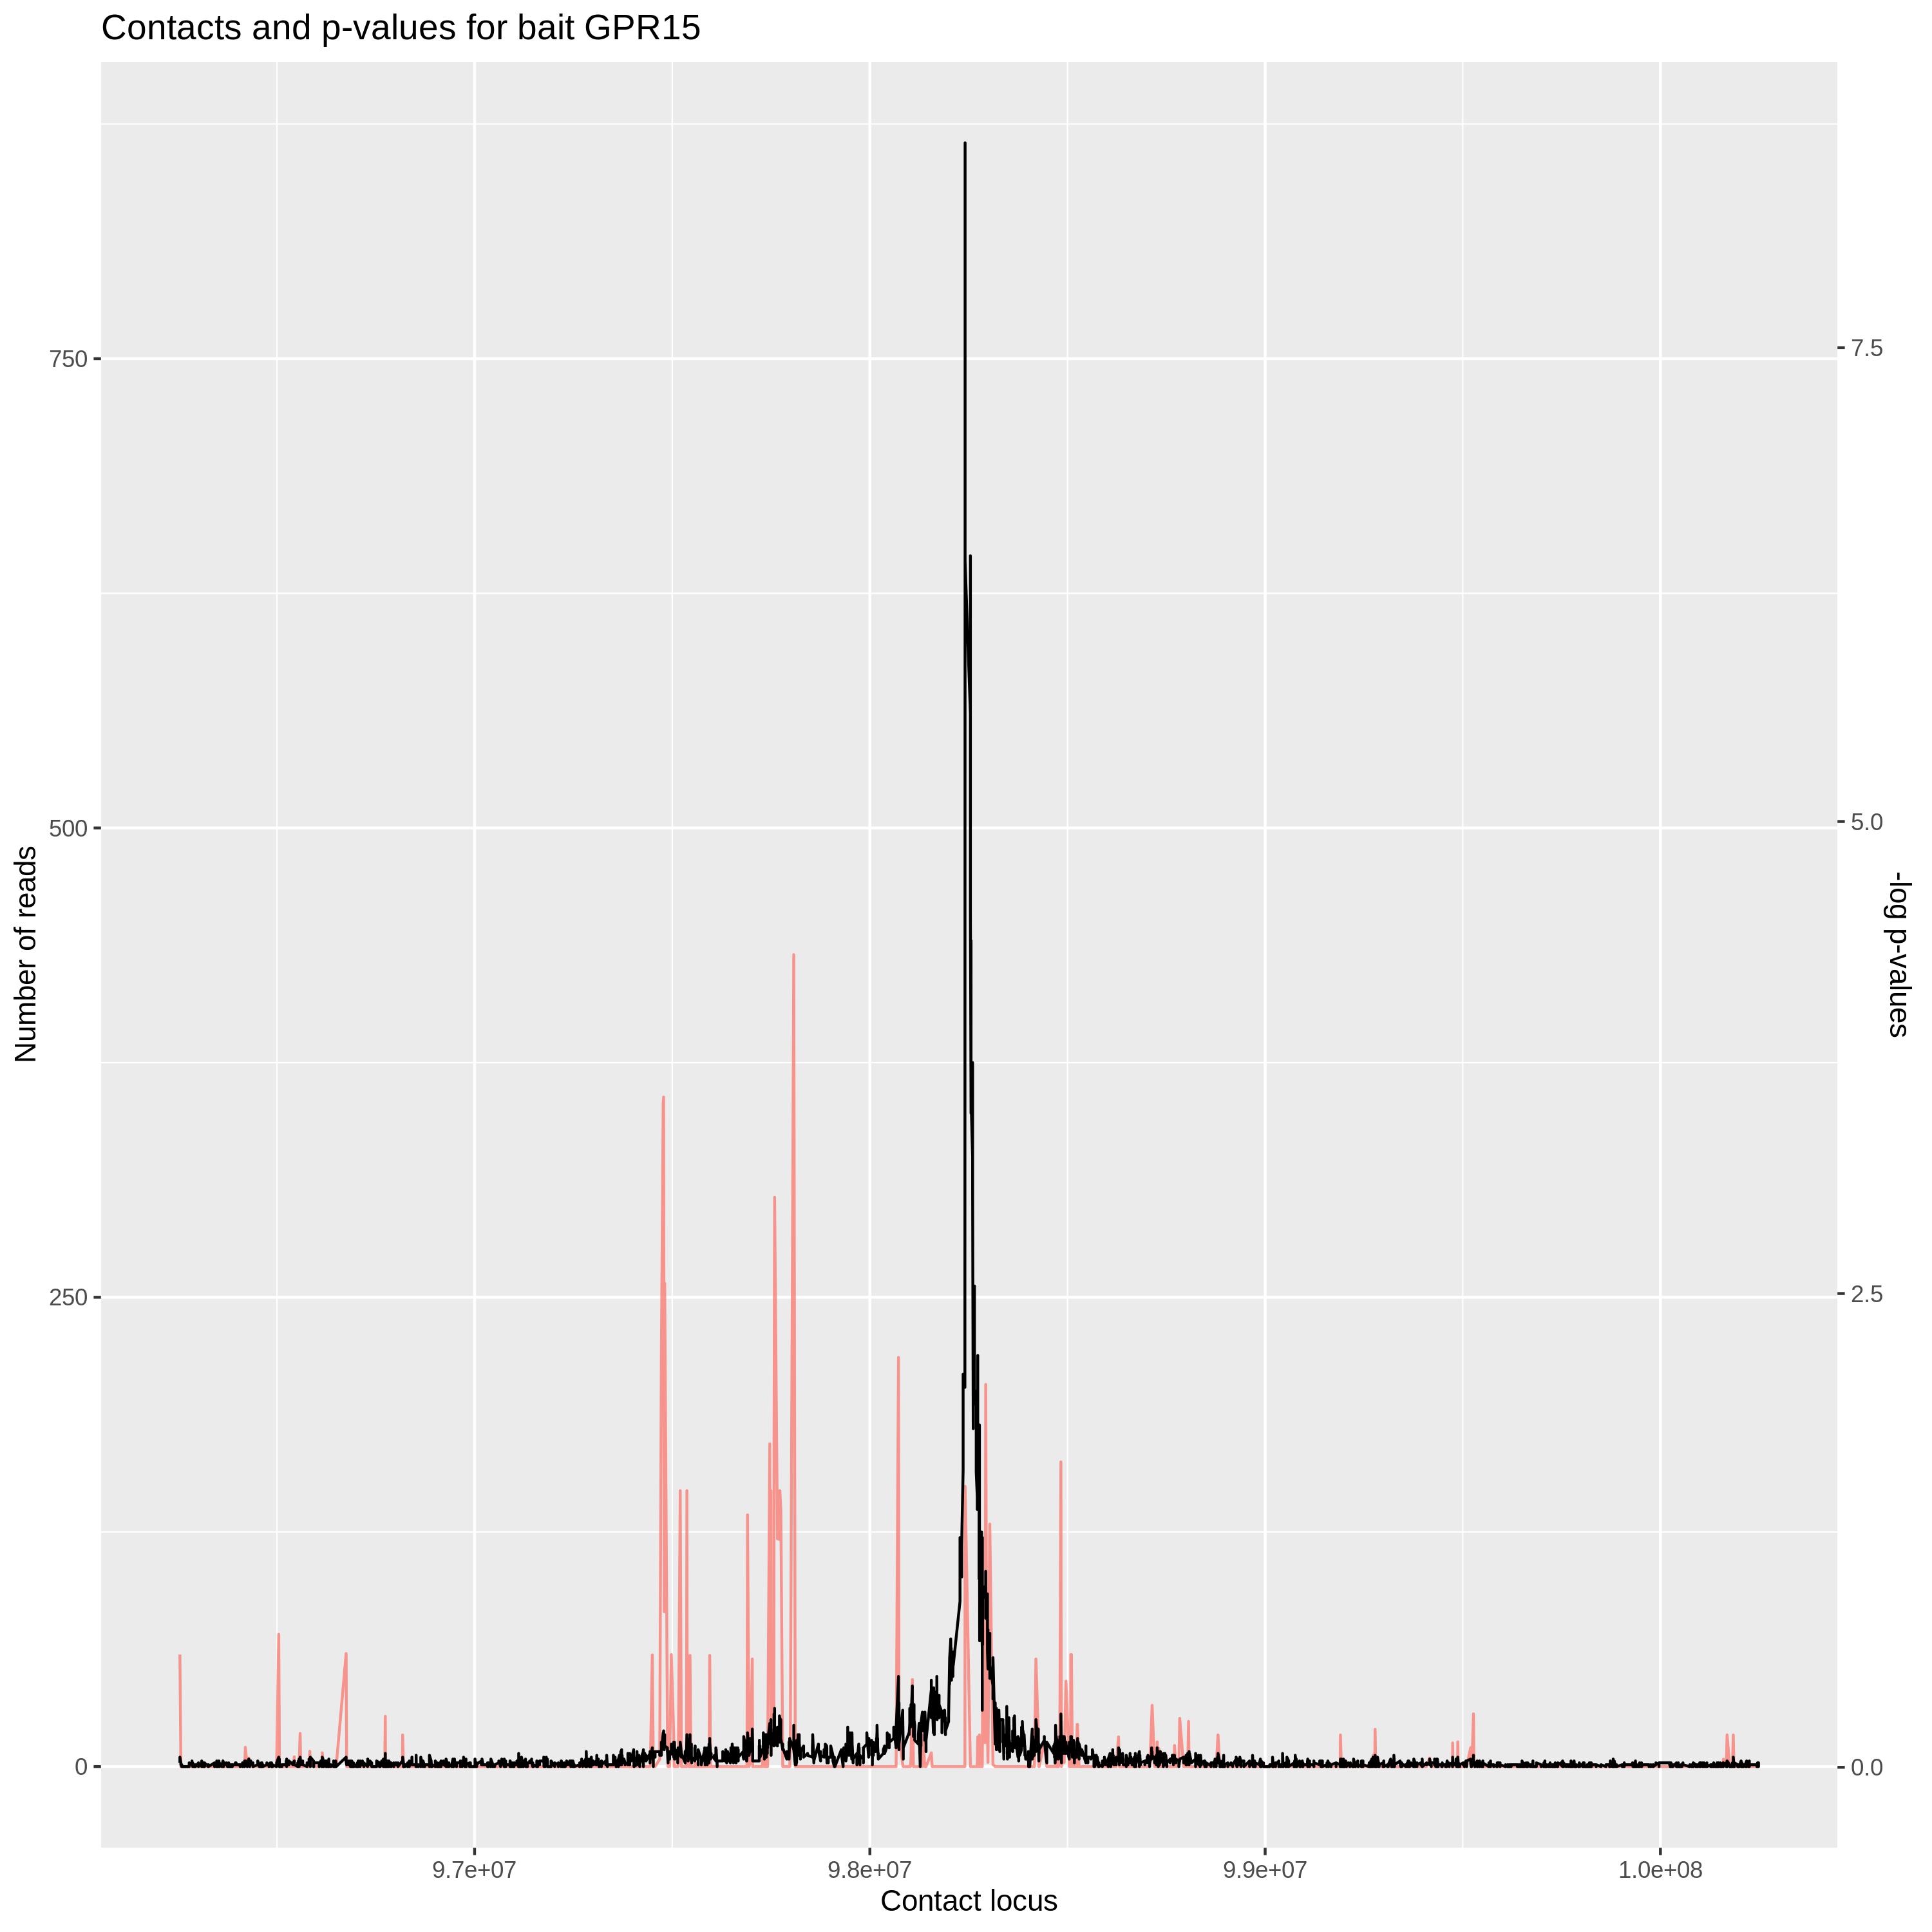 Contacts and p-values for bait GPR15
750
500
250
0
Number of reads
7.5
5.0
2.5
0.0
-log p-values
9.7e+07
9.8e+07
9.9e+07
1.0e+08
Contact locus